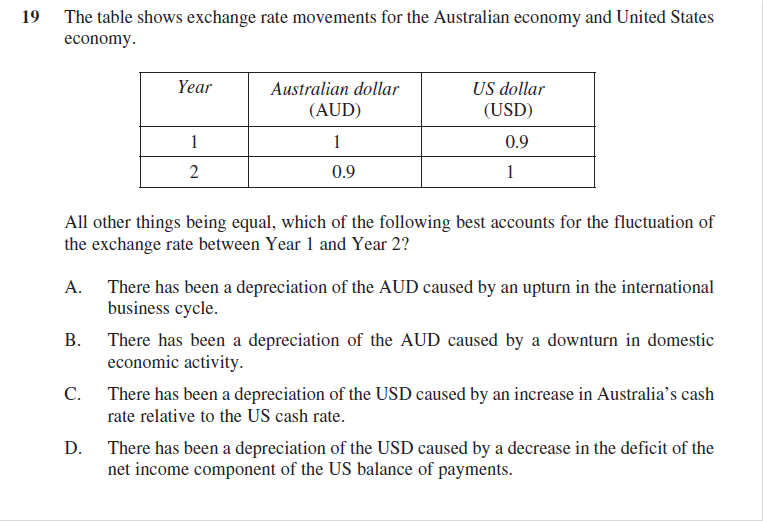 19 The table shows exchange rate movements for the Australian economy and United States
economy.
Year Australian dollar (AUD) US dollar (USD)
1 1 0.9
2 0.9 1
All other things being equal, which of the following best accounts for the fluctuation of
the exchange rate between Year 1 and Year 2?
A. There has been a depreciation of the AUD caused by an upturn in the international
business cycle.
B. There has been a depreciation of the AUD caused by a downturn in domestic
economic activity.
C. There has been a depreciation of the USD caused by an increase in Australia's cash
rate relative to the US cash rate.
D. There has been a depreciation of the USD caused by a decrease in the deficit of the
net income component of the US balance of payments.